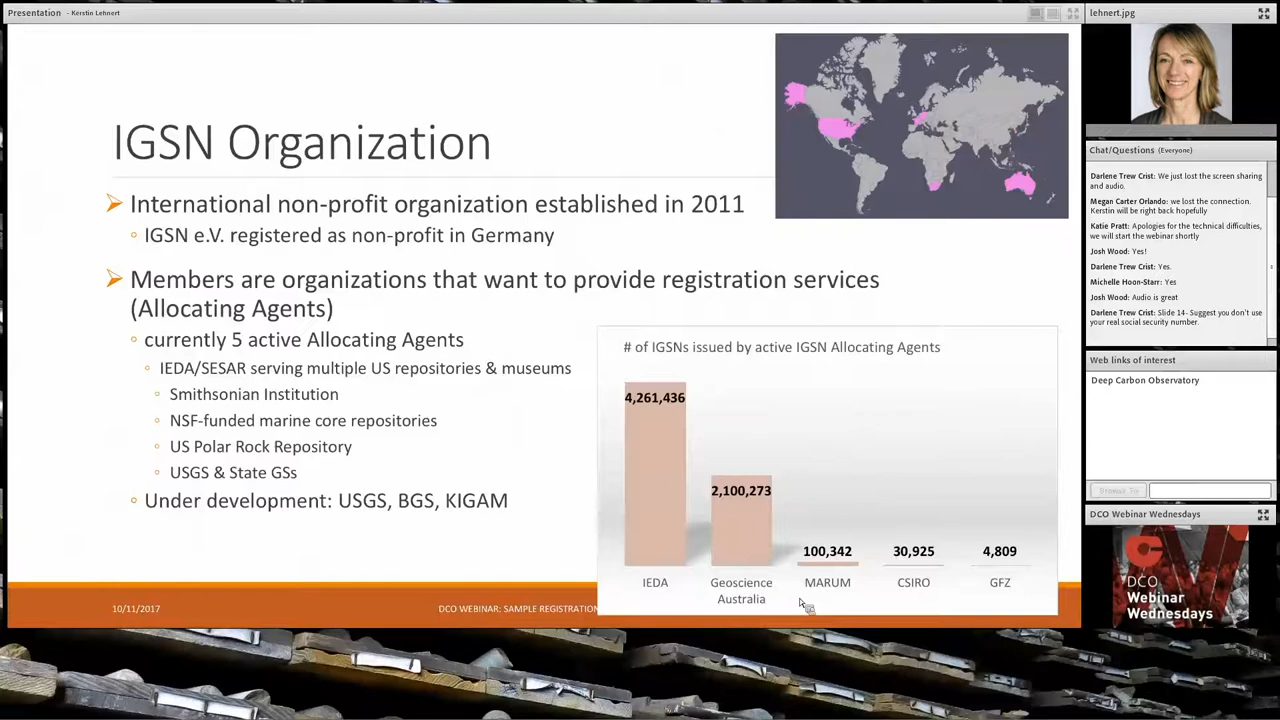 Presentation - Kerstin Lehnert
IGSN Organization
International non-profit organization established in 2011
IGSN e.V. registered as non-profit in Germany
Members are organizations that want to provide registration services
(Allocating Agents)
currently 5 active Allocating Agents
IEDA/SESAR serving multiple US repositories & museums
Smithsonian Institution
NSF-funded marine core repositories
US Polar Rock Repository
USGS & State GSs
Under development: USGS, BGS, KIGAM
# of IGSNs issued by active IGSN Allocating Agents
4,261,436
2,100,273
100,342
30,925
4,809
IEDA
Geoscience
Australia
MARUM
CSIRO
GFZ
10/11/2017
DCO WEBINAR: SAMPLE REGISTRATION
lehnert.jpg
Chat/Questions (Everyone)
Darlene Trew Crist: We just lost the screen sharing
and audio.
Megan Carter Orlando: we lost the connection.
Kerstin will be right back hopefully
Katie Pratt: Apologies for the technical difficulties,
we will start the webinar shortly
Josh Wood: Yes!
Darlene Trew Crist: Yes.
Michelle Hoon-Starr: Yes
Josh Wood: Audio is great
Darlene Trew Crist: Slide 14- Suggest you don't use
your real social security number.
Web links of interest
Deep Carbon Observatory
Browse To
DCO Webinar Wednesdays
DCO
Webinar
Wednesdays